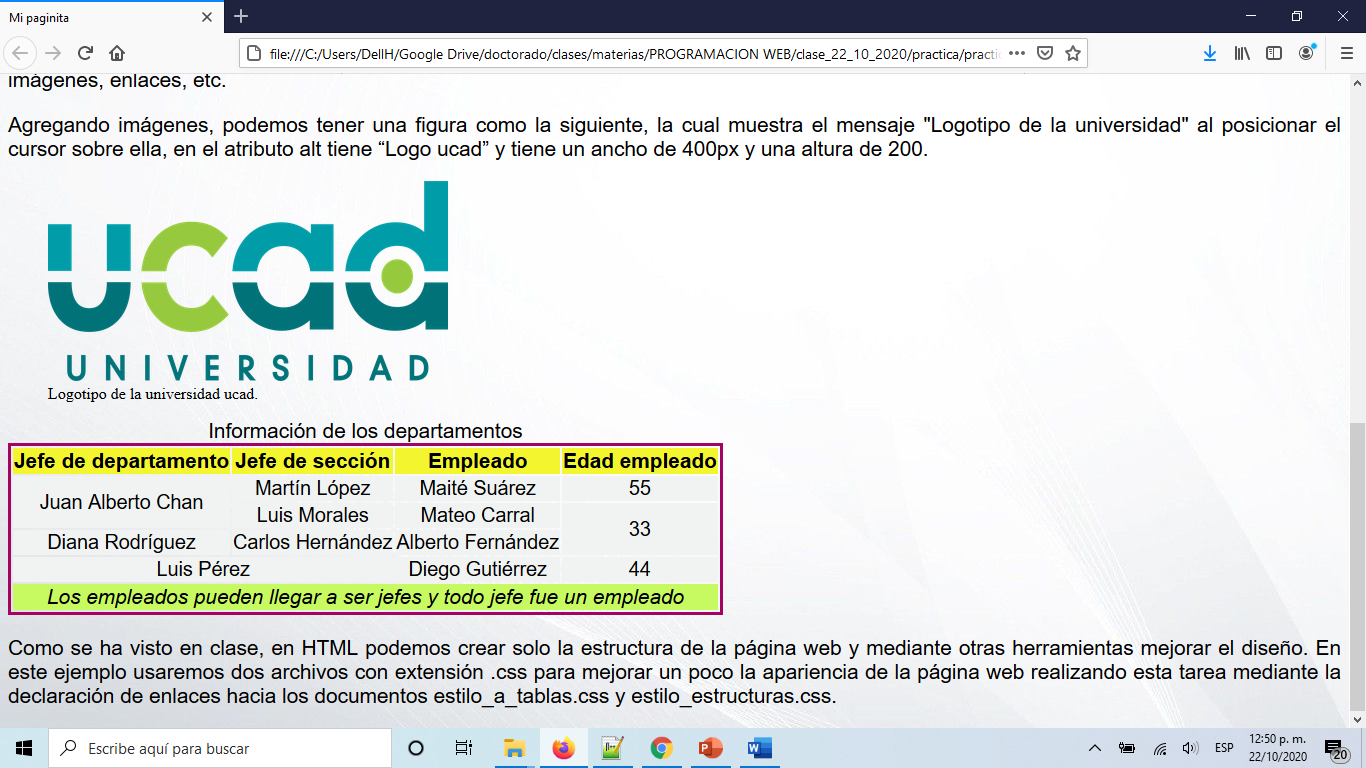 Mi paginita
file:///C:/Users/DellH/Google Drive/doctorado/clases/materias/PROGRAMACION WEB/clase_22_10_2020/practica/practi
imágenes, enlaces, etc.
Agregando imágenes, podemos tener una figura como la siguiente, la cual muestra el mensaje "Logotipo de la universidad" al posicionar el
cursor sobre ella, en el atributo alt tiene “Logo ucad” y tiene un ancho de 400px y una altura de 200.
ucad
UNIVERSIDAD
Logotipo de la universidad ucad.
Información de los departamentos
Jefe de departamento Jefe de sección Empleado Edad empleado
Juan Alberto Chan Martín López Maité Suárez 55
Luis Morales Mateo Carral 33
Diana Rodríguez Carlos Hernández Alberto Fernández
Luis Pérez Diego Gutiérrez 44
Los empleados pueden llegar a ser jefes y todo jefe fue un empleado
Como se ha visto en clase, en HTML podemos crear solo la estructura de la página web y mediante otras herramientas mejorar el diseño. En
este ejemplo usaremos dos archivos con extensión .css para mejorar un poco la apariencia de la página web realizando esta tarea mediante la
declaración de enlaces hacia los documentos estilo_a_tablas.css y estilo_estructuras.css.
Escribe aquí para buscar
ESP
12:50 p. m.
22/10/2020
20